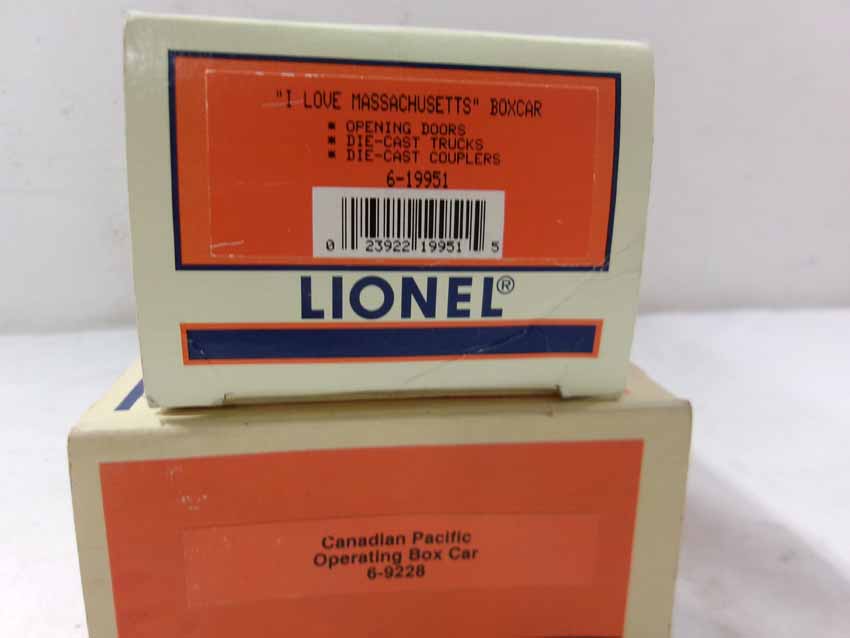 "I LOVE MASSACHUSETTS" BOXCAR
* OPENING DOORS
* DIE-CAST TRUCKS
* DIE-CAST COUPLERS
6-19951
0 23922 19951 5
LIONEL®
Canadian Pacific
Operating Box Car
6-9228